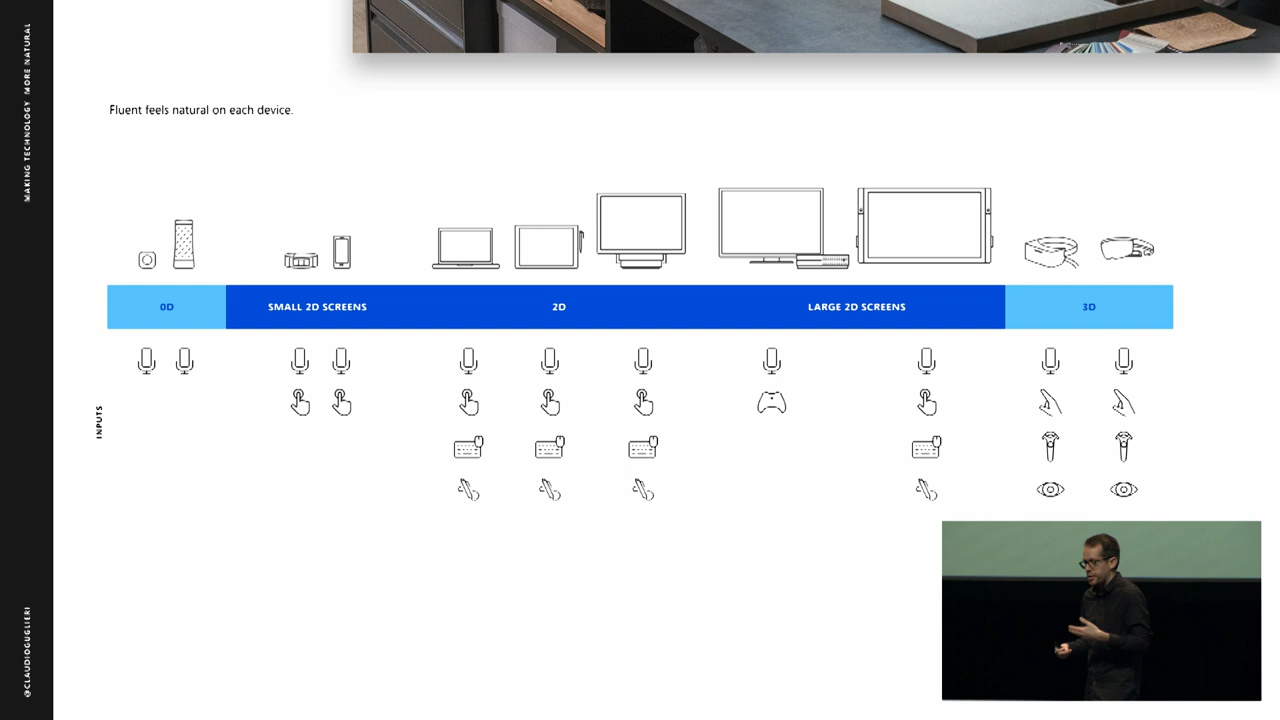 MAKING TECHNOLOGY MORE NATURAL
@CLAUDIOGUGLIERI
Fluent feels natural on each device.
0D
SMALL 2D SCREENS
2D
LARGE 2D SCREENS
3D
INPUTS